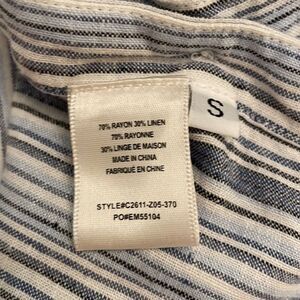 70% RAYON 30% LINEN
70% RAYONNE
30% LINGE DE MAISON
MADE IN CHINA
FABRIQUÉ EN CHINE
STYLE#C2611-Z05-370
PO#EM55104
S